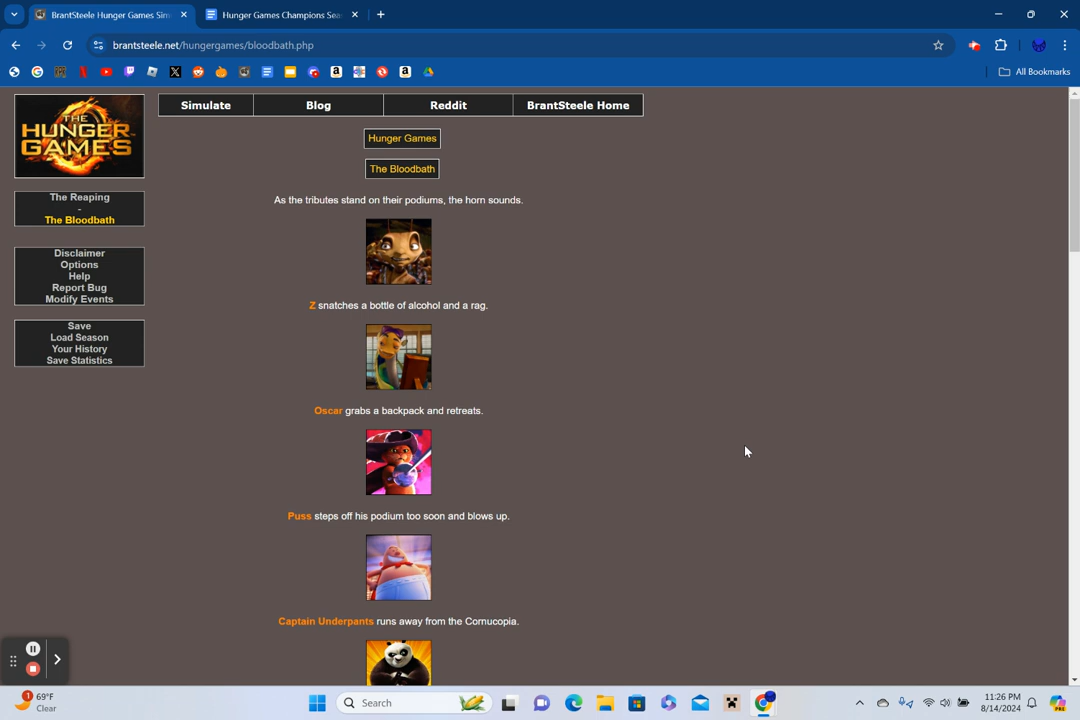 BrantSteele Hunger Games Sim
Hunger Games Champions Sea
brantsteele.net/hungergames/bloodbath.php
All Bookmarks
THE
HUNGER
GAMES
Simulate
Blog
Reddit
BrantSteele Home
The Reaping
-
The Bloodbath
Disclaimer
Options
Help
Report Bug
Modify Events
Save
Load Season
Your History
Save Statistics
Hunger Games
The Bloodbath
As the tributes stand on their podiums, the horn sounds.
Z snatches a bottle of alcohol and a rag.
Oscar grabs a backpack and retreats.
Puss steps off his podium too soon and blows up.
Captain Underpants runs away from the Cornucopia.
1
69°F
Clear
Search
11:26 PM
8/14/2024